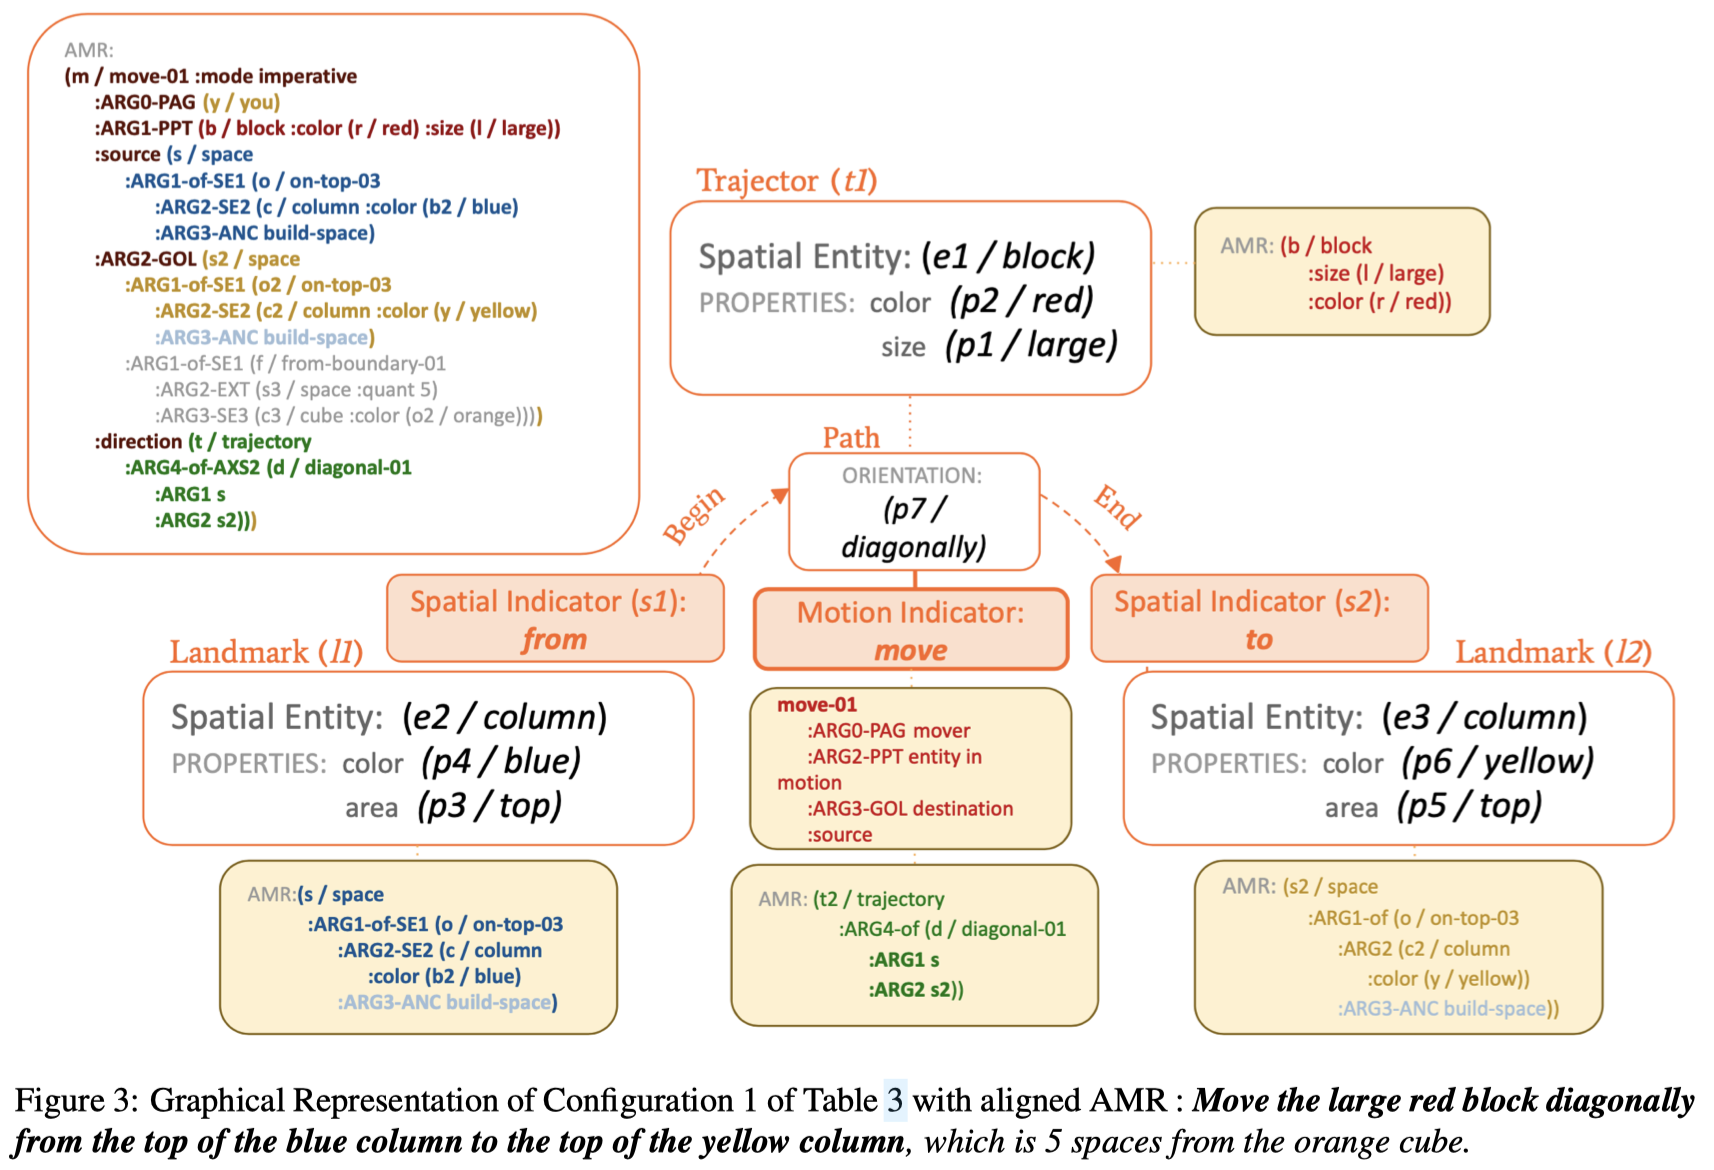 AMR:
(m / move-01 :mode imperative
:ARG0-PAG (y / you)
:ARG1-PPT (b / block :color (r / red) :size (l / large))
:source (s / space
:ARG1-of-SE1 (o / on-top-03
:ARG2-SE2 (c / column :color (b2 / blue)
:ARG3-ANC build-space)
:ARG2-GOL (s2 / space
:ARG1-of-SE1 (o2 / on-top-03
:ARG2-SE2 (c2 / column :color (y / yellow)
:ARG3-ANC build-space)
:ARG1-of-SE1 (f / from-boundary-01
:ARG2-EXT (s3 / space :quant 5)
:ARG3-SE3 (c3 / cube :color (o2 / orange))))
:direction (t / trajectory
:ARG4-of-AXS2 (d / diagonal-01
:ARG1 s
:ARG2 s2)))
Trajector (t1)
Spatial Entity: (e1 / block)
PROPERTIES: color (p2 / red)
size (p1 / large)
AMR: (b / block
:size (l / large)
:color (r / red))
Path
ORIENTATION:
(p7 /
diagonally)
Begin
End
Spatial Indicator (s1):
from
Motion Indicator:
move
Spatial Indicator (s2):
to
Landmark (l1)
Spatial Entity: (e2 / column)
PROPERTIES: color (p4 / blue)
area (p3 / top)
move-01
:ARG0-PAG mover
:ARG2-PPT entity in
motion
:ARG3-GOL destination
:source
Landmark (l2)
Spatial Entity: (e3 / column)
PROPERTIES: color (p6 / yellow)
area (p5 / top)
AMR:(s / space
:ARG1-of-SE1 (o / on-top-03
:ARG2-SE2 (c / column
:color (b2 / blue)
:ARG3-ANC build-space)
AMR: (t2 / trajectory
:ARG4-of (d / diagonal-01
:ARG1 s
:ARG2 s2))
AMR: (s2 / space
:ARG1-of (o / on-top-03
:ARG2 (c2 / column
:color (y / yellow))
:ARG3-ANC build-space))
Figure 3: Graphical Representation of Configuration 1 of Table 3 with aligned AMR : Move the large red block diagonally
from the top of the blue column to the top of the yellow column, which is 5 spaces from the orange cube.